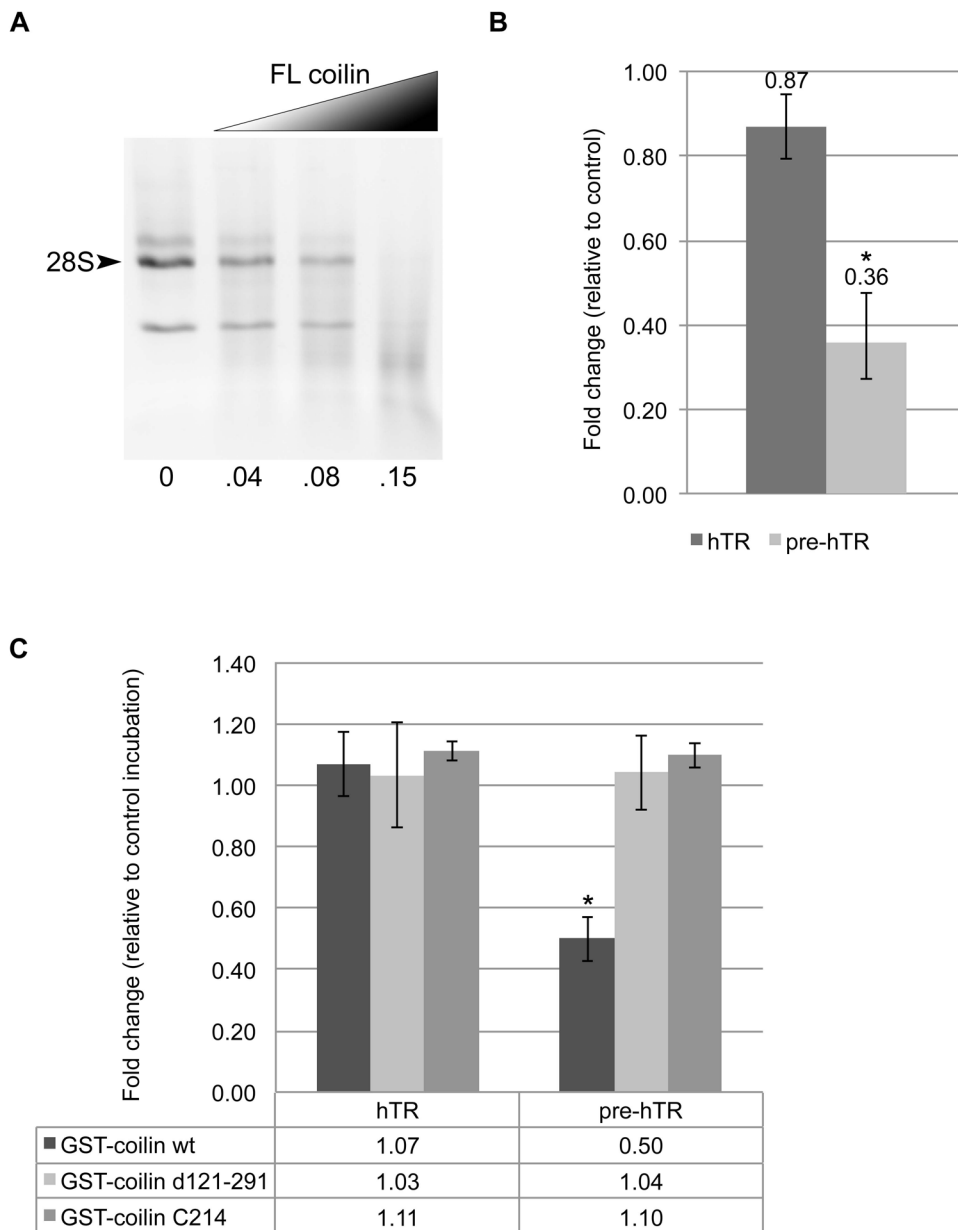 A
FL coilin
28S
0 .04 .08 .15
B
Fold change (relative to control)
1.00
0.80
0.60
0.40
0.20
0.00
0.87
*
0.36
hTR pre-hTR
C
Fold change (relative to control incubation)
1.40
1.20
1.00
0.80
0.60
0.40
0.20
0.00
*
hTR pre-hTR
GST-coilin wt 1.07 0.50
GST-coilin d121-291 1.03 1.04
GST-coilin C214 1.11 1.10